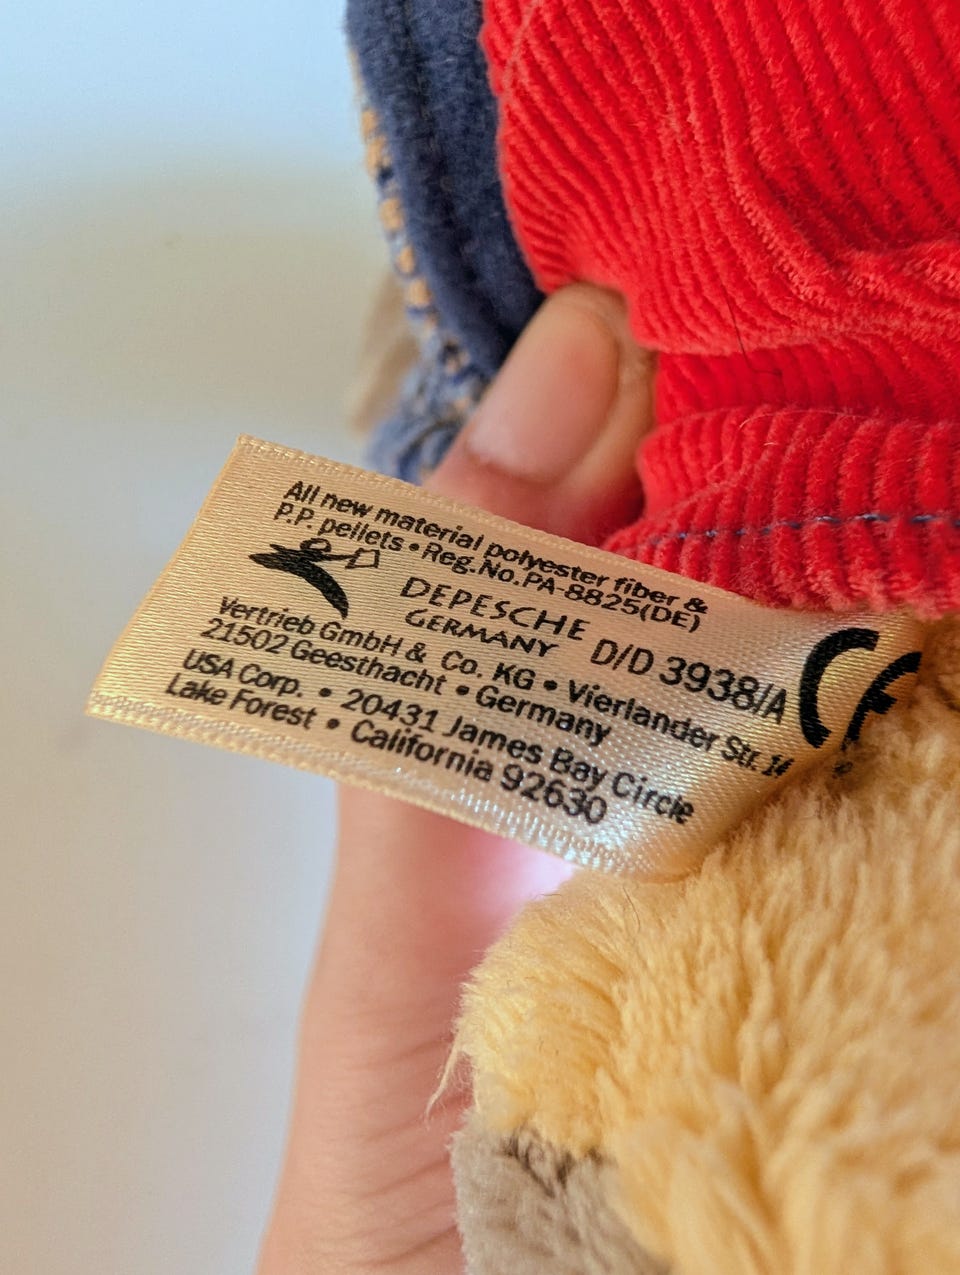 All new material polyester fiber &
P.P. pellets • Reg.No.PA-8825(DE)
DEPESCHE D/D 3938/A CE
GERMANY
Vertrieb GmbH & Co. KG • Vierlander Str. 14
21502 Geesthacht • Germany
USA Corp. • 20431 James Bay Circle
Lake Forest • California 92630